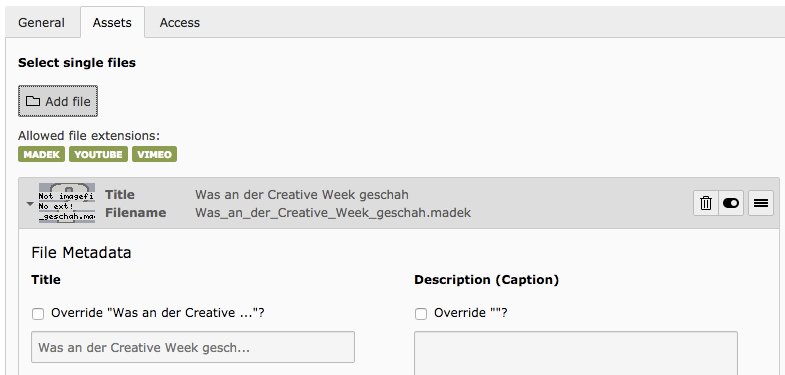 General Assets Access
Select single files
Add file
Allowed file extensions:
MADEK YOUTUBE VIMEO
Not imagefi Title Was an der Creative Week geschah
No ext!
_geschah.ma Filename Was_an_der_Creative_Week_geschah.madek
File Metadata
Title Description (Caption)
Override "Was an der Creative ..."? Override ""?
Was an der Creative Week gesch...